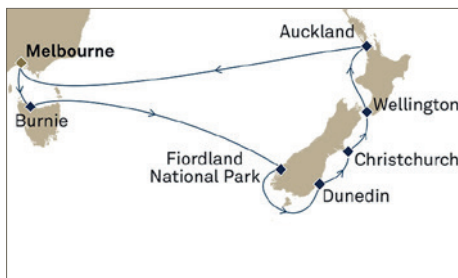 Auckland
Melbourne
Wellington
Burnie
Fiordland
National Park
Christchurch
Dunedin